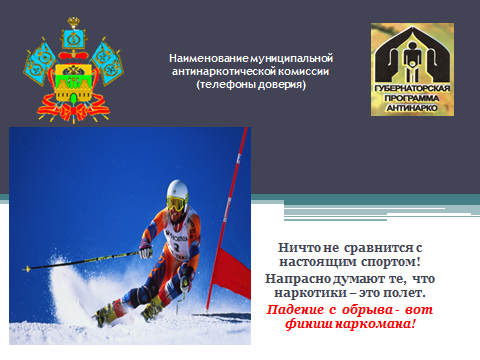 Наименование муниципальной
антинаркотической комиссии
(телефоны доверия)
ГУБЕРНАТОРСКАЯ
ПРОГРАММА
АНТИНАРКО
3
Ничто не сравнится с
настоящим спортом!
Напрасно думают те, что
наркотики – это полет.
Падение с обрыва - вот
финиш наркомана!